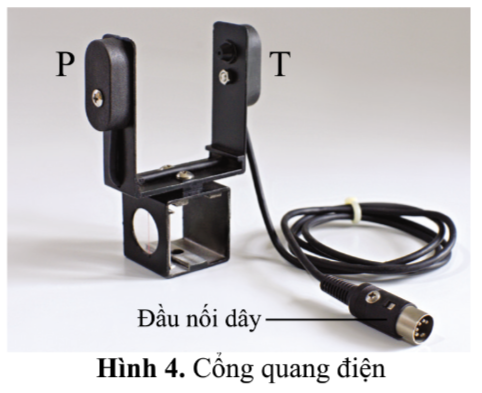 P
T
Đầu nối dây
Hình 4. Cổng quang điện